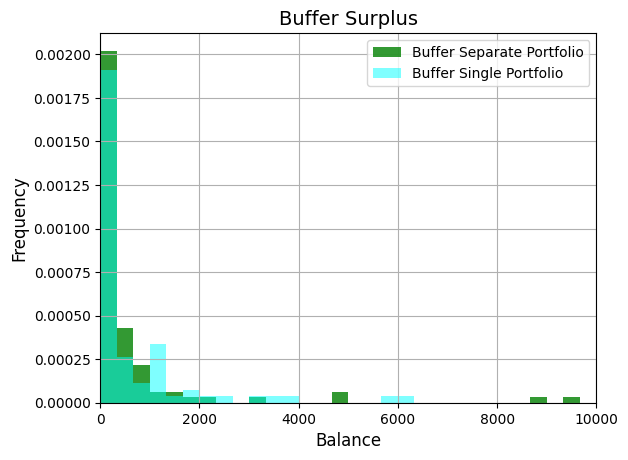 Buffer Surplus
Buffer Separate Portfolio
Buffer Single Portfolio
0.00200
0.00175
0.00150
0.00125
0.00100
0.00075
0.00050
0.00025
0.00000
Frequency
0 2000 4000 6000 8000 10000
Balance